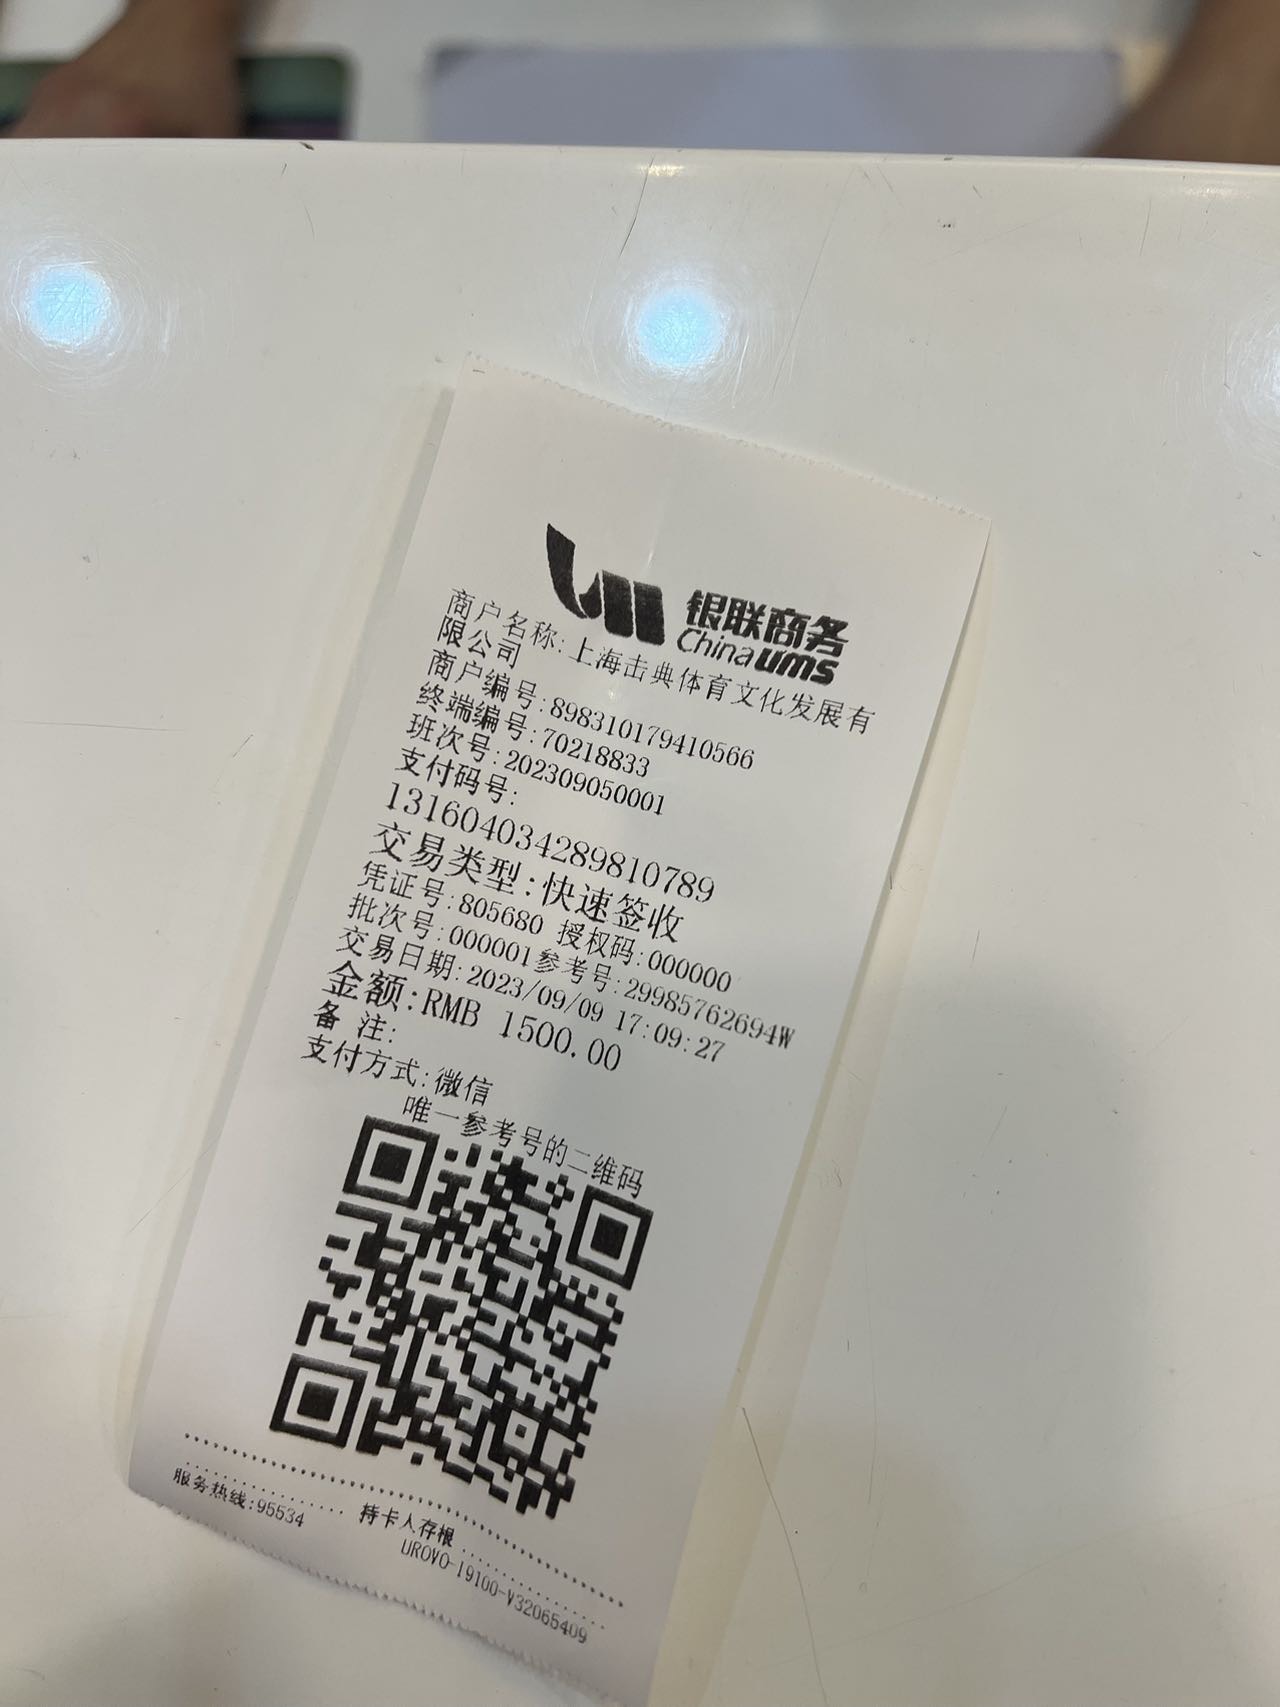 银联商务
Chinaums
商户名称:上海击典体育文化发展有
限公司
商户编号:898310179410566
终端编号:70218833
班次号:202309050001
支付码号:
131604034289810789
交易类型:快速签收
凭证号:805680 授权码:000000
批次号:000001参考号:29985762694W
交易日期:2023/09/09 17:09:27
金额:RMB 1500.00
备 注:
支付方式:微信
唯一参考号的二维码
持卡人存根
服务热线:95534
UROVO-I9100-V32065409